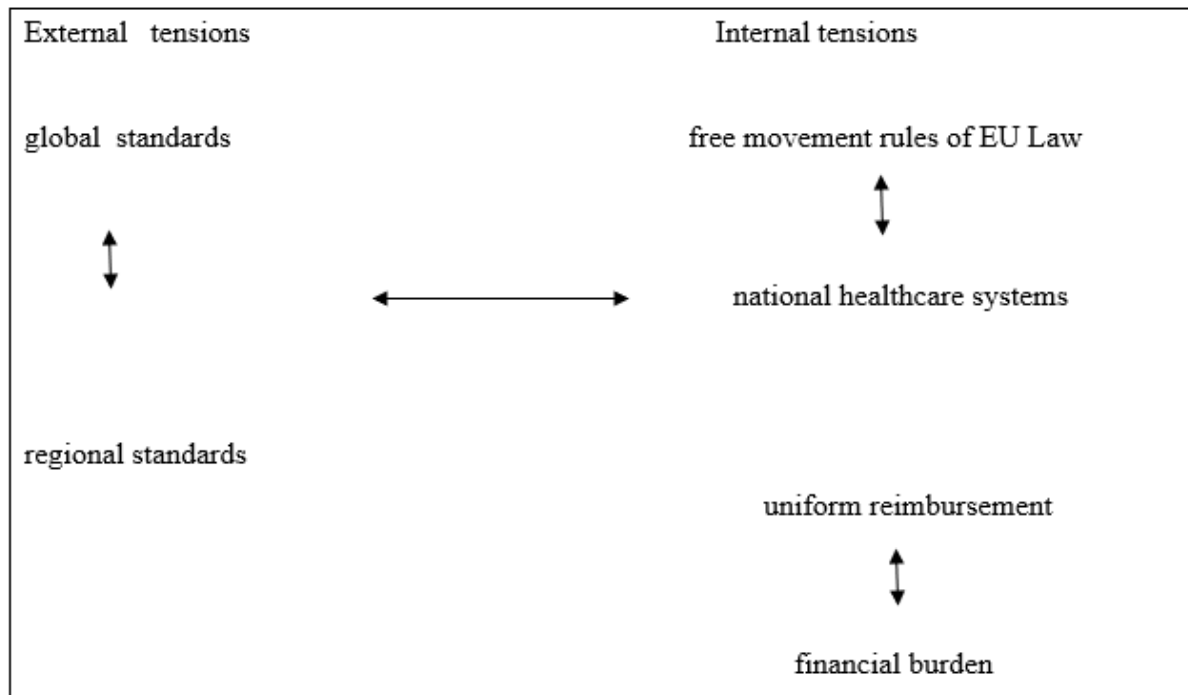 External tensions
Internal tensions
global standards
free movement rules of EU Law
national healthcare systems
regional standards
uniform reimbursement
financial burden